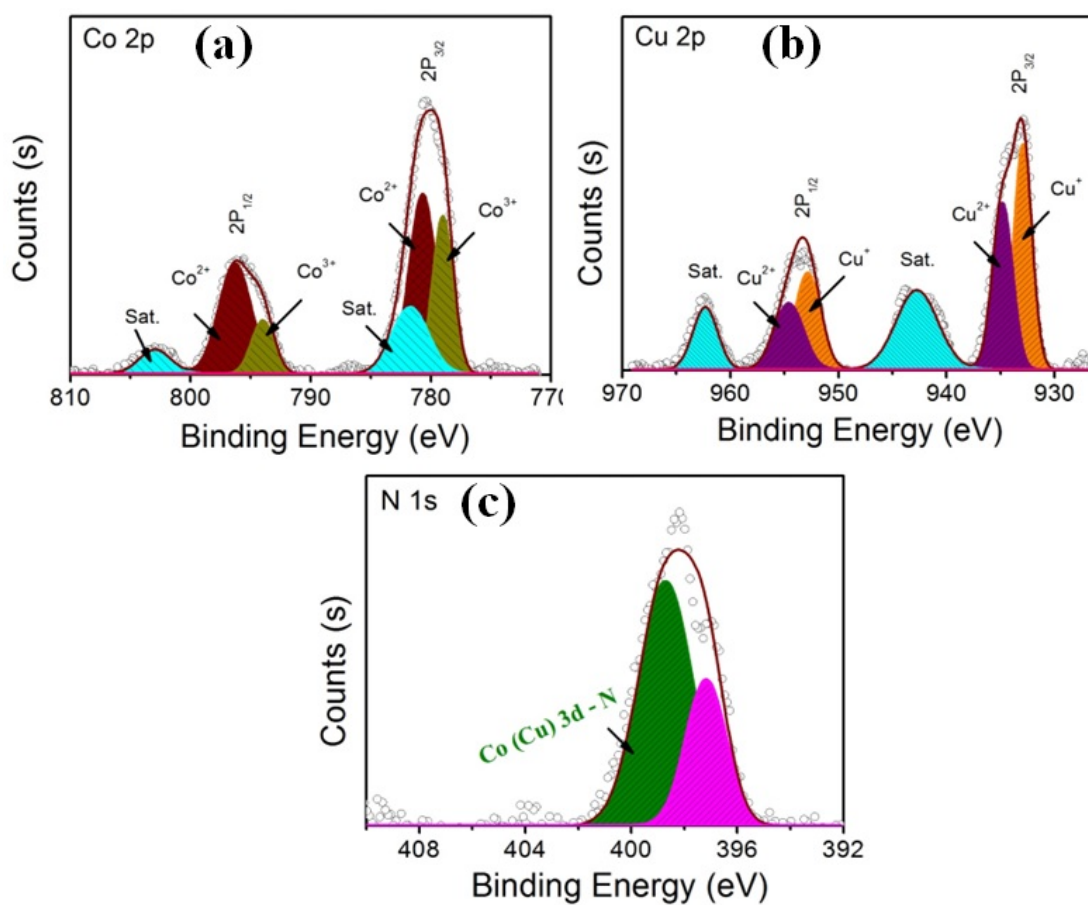 Co 2p
(a)
2P3/2
Co2+
Co3+
2P1/2
Co2+
Co3+
Sat.
Sat.
Counts (s)
810 800 790 780 770
Binding Energy (eV)
Cu 2p
(b)
2P3/2
Cu+
Cu2+
2P1/2
Sat.
Cu2+
Cu+
Sat.
Counts (s)
970 960 950 940 930
Binding Energy (eV)
N 1s
(c)
Co (Cu) 3d - N
Counts (s)
408 404 400 396 392
Binding Energy (eV)